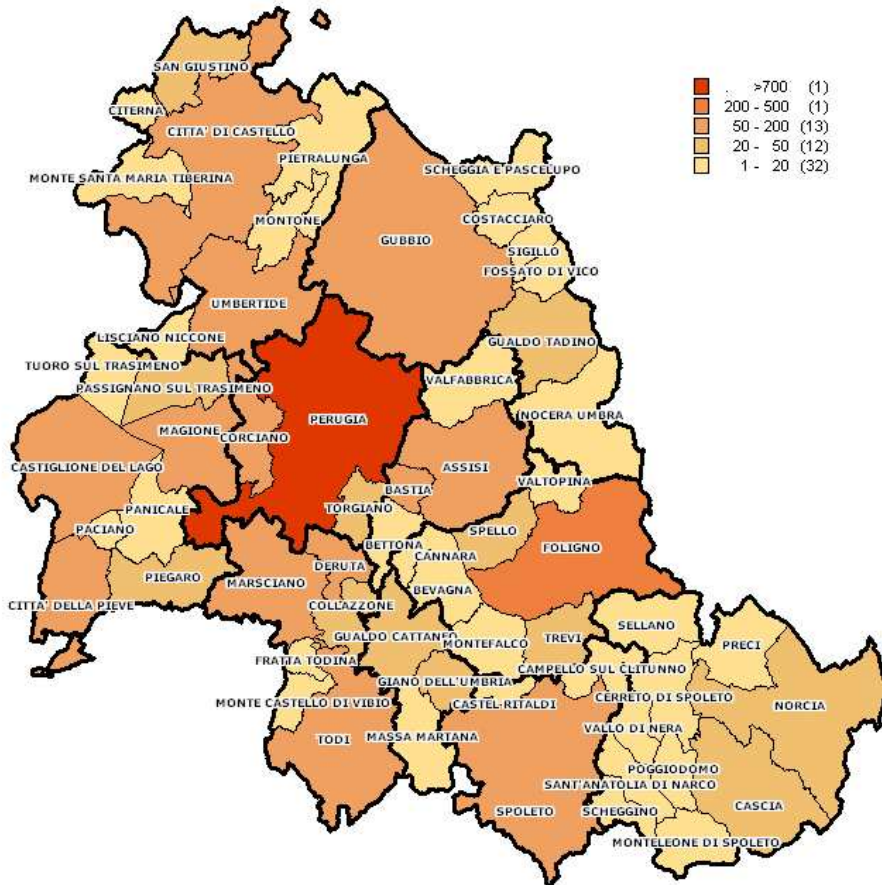 . >700 (1)
200 - 500 (1)
50 - 200 (13)
20 - 50 (12)
1 - 20 (32)
SAN GIUSTINO
CITERNA
CITTA' DI CASTELLO
PIETRALUNGA
MONTE SANTA MARIA TIBERINA
SCHEGGIA E PASCELUPO
MONTONE
COSTACCIARO
GUBBIO
SIGILLO
FOSSATO DI VICO
UMBERTIDE
LISCIANO NICCONE
GUALDO TADINO
TUORO SUL TRASIMENO
VALFABBRICA
PASSIGNANO SUL TRASIMENO
NOCERA UMBRA
PERUGIA
MAGIONE
CORCIANO
CASTIGLIONE DEL LAGO
ASSISI
VALTOPINA
BASTIA
PANICALE
TORGIANO
PACIANO
SPELLO
BETTONA
FOLIGNO
CANNARA
DERUTA
PIEGARO
MARSCIANO
BEVAGNA
CITTA' DELLA PIEVE
COLLAZZONE
SELLANO
GUALDO CATTANEO
MONTEFALCO
TREVI
PRECI
FRATTA TODINA
CAMPELLO SUL CLITUNNO
GIANO DELL'UMBRIA
CERRETO DI SPOLETO
MONTE CASTELLO DI VIBIO
CASTEL-RITALDI
NORCIA
VALLO DI NERA
TODI
MASSA MARTANA
POGGIODOMO
SANT'ANATOLIA DI NARCO
CASCIA
SPOLETO
SCHEGGINO
MONTELEONE DI SPOLETO